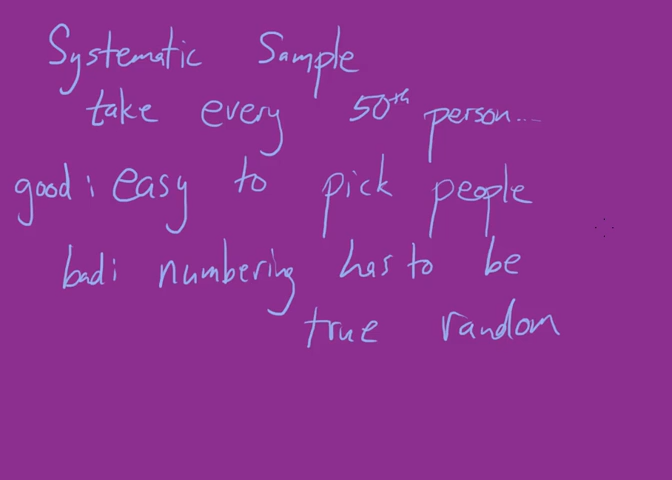 Systematic Sample
take every 50th person...
good: easy to pick people
bad: numbering has to be
true random